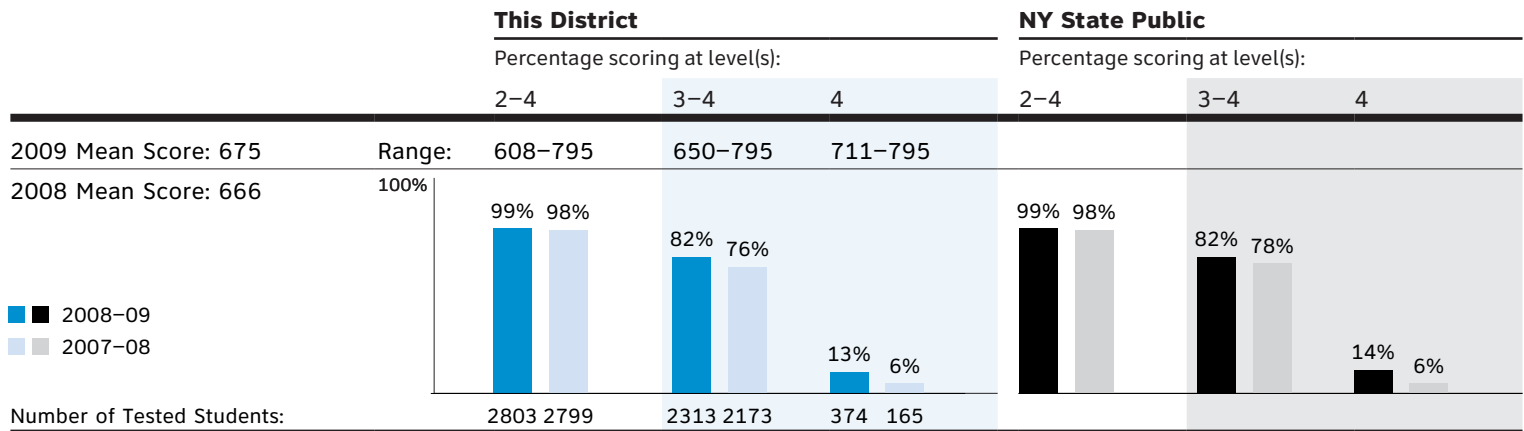 This District NY State Public
Percentage scoring at level(s): Percentage scoring at level(s):
2–4 3–4 4 2–4 3–4 4
2009 Mean Score: 675 Range: 608–795 650–795 711–795
2008 Mean Score: 666 100%
99% 98% 82% 76% 13% 6% 99% 98% 82% 78% 14% 6%
2008–09
2007–08
Number of Tested Students: 2803 2799 2313 2173 374 165